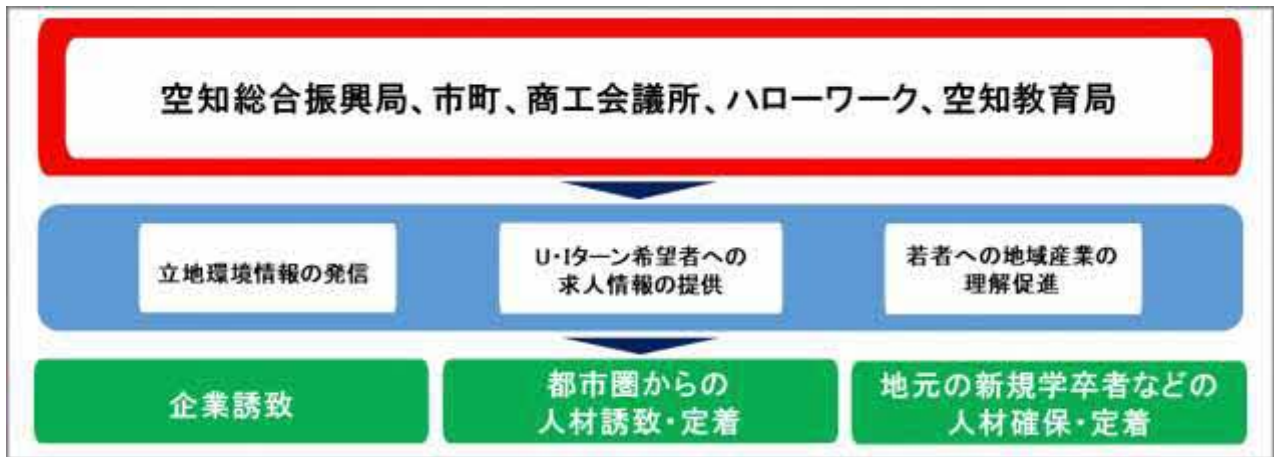 空知総合振興局、市町、商工会議所、ハローワーク、空知教育局
立地環境情報の発信
U・Iターン希望者への
求人情報の提供
若者への地域産業の
理解促進
企業誘致
都市圏からの
人材誘致・定着
地元の新規学卒者などの
人材確保・定着